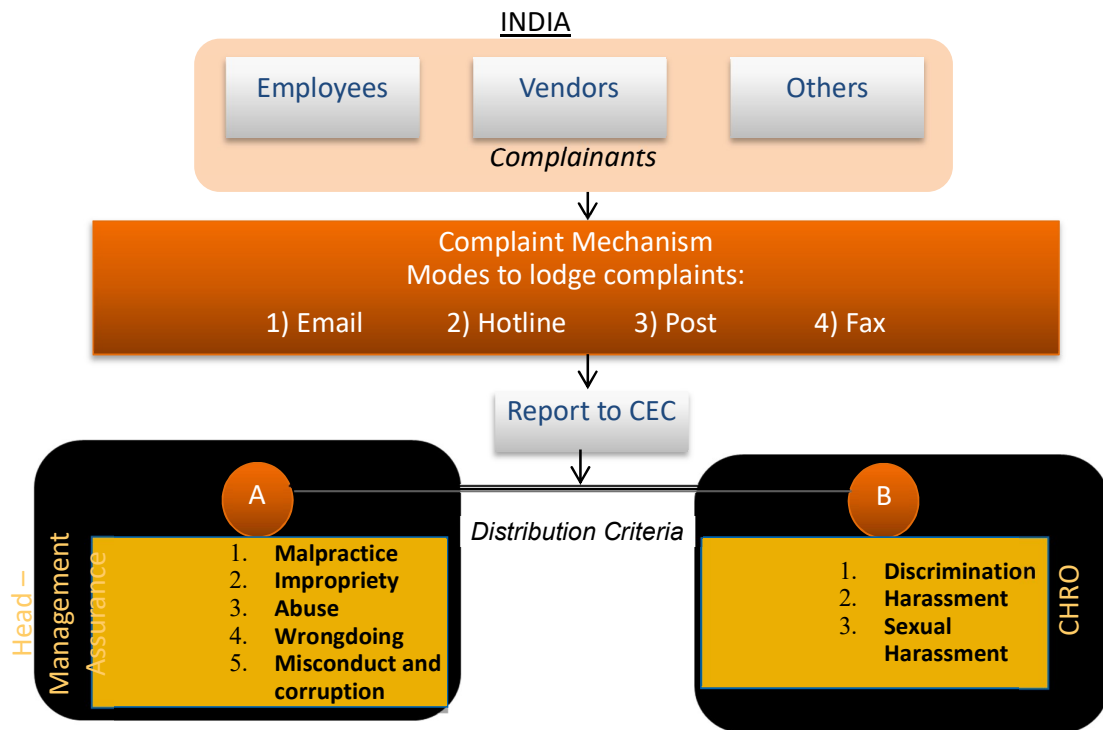 INDIA
Employees
Vendors
Others
Complainants
Complaint Mechanism
Modes to lodge complaints:
1) Email 2) Hotline 3) Post 4) Fax
Report to CEC
A
B
Distribution Criteria
Head –
Management
Assurance
1. Malpractice
2. Impropriety
3. Abuse
4. Wrongdoing
5. Misconduct and
corruption
1. Discrimination
2. Harassment
3. Sexual
Harassment
CHRO